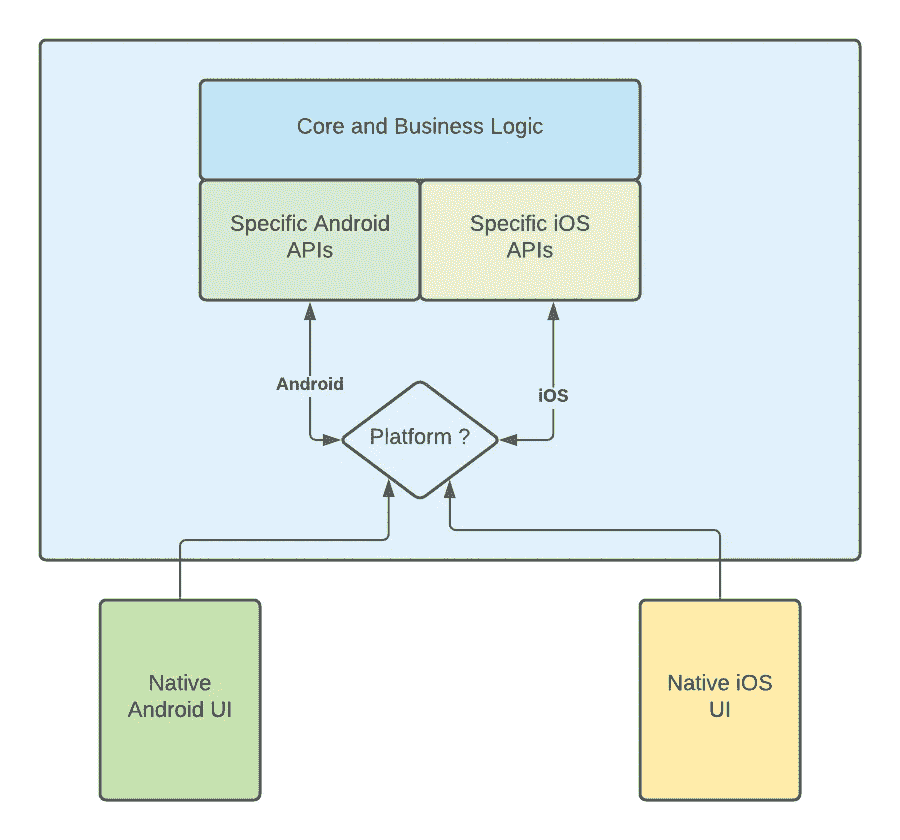 Core and Business Logic
Specific Android
APIs
Specific iOS
APIs
Android
iOS
Platform ?
Native
Android UI
Native iOS
UI